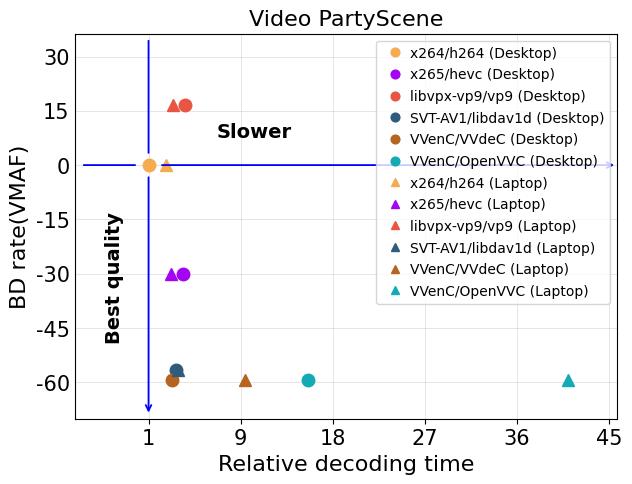 Video PartyScene
BD rate(VMAF)
30
15
0
-15
-30
-45
-60
Slower
Best quality
x264/h264 (Desktop)
x265/hevc (Desktop)
libvpx-vp9/vp9 (Desktop)
SVT-AV1/libdav1d (Desktop)
VVenC/VVdeC (Desktop)
VVenC/OpenVVC (Desktop)
x264/h264 (Laptop)
x265/hevc (Laptop)
libvpx-vp9/vp9 (Laptop)
SVT-AV1/libdav1d (Laptop)
VVenC/VVdeC (Laptop)
VVenC/OpenVVC (Laptop)
1 9 18 27 36 45
Relative decoding time